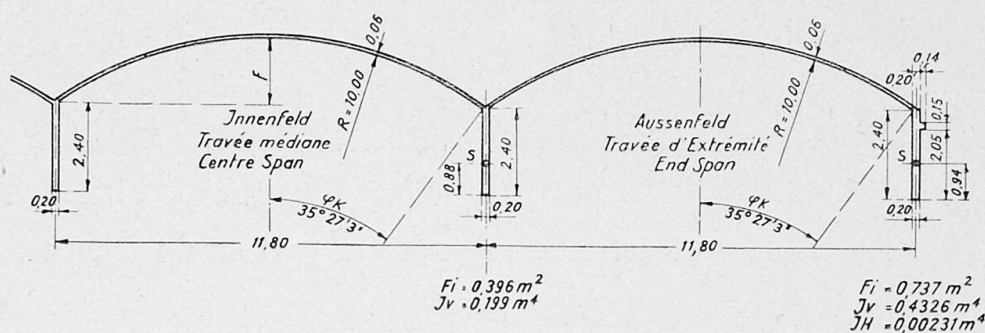 0.06
R=10.00
f
2,40
0,20
Innenfeld
Travée médiane
Centre Span
φK
35°27'3"
11,80
S
0.88
2,40
0,20
0.06
R=10.00
Aussenfeld
Travée d'Extrémité
End Span
φK
35°27'3"
11,80
0,14
0,20
0,15
2,40
2,05
S
0,94
0,20
Fi = 0,396 m²
Jv = 0,199 m⁴
Fi = 0,737 m²
Jv = 0,4326 m⁴
JH = 0,00231 m⁴